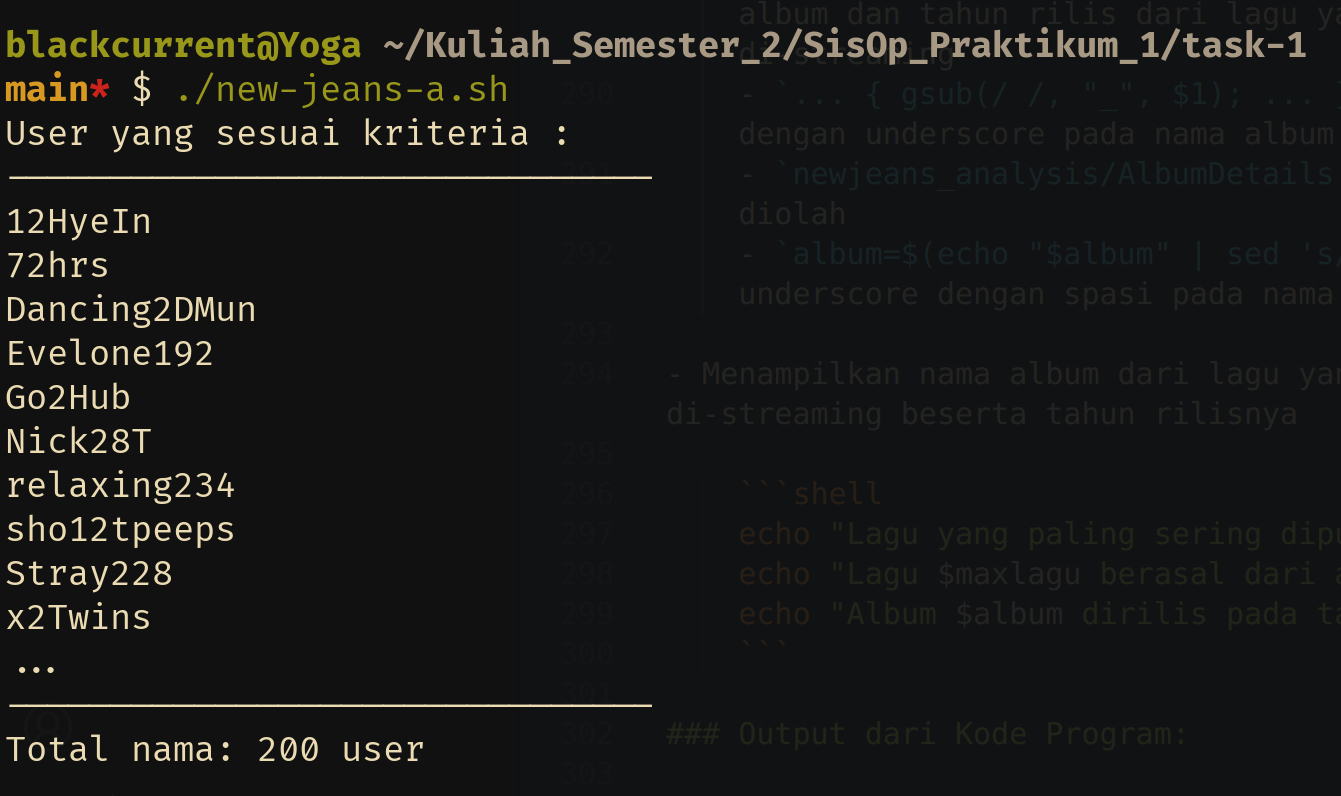 blackcurrent@Yoga ~/Kuliah_Semester_2/SisOp_Praktikum_1/task-1
main* $ ./new-jeans-a.sh
User yang sesuai kriteria :
───────────────────────────────
12HyeIn
72hrs
Dancing2DMun
Evelone192
Go2Hub
Nick28T
relaxing234
sho12tpeeps
Stray228
x2Twins
...
───────────────────────────────
Total nama: 200 user
album dan tahun rilis dari lagu
di-streaming
290 - `... { gsub(/ /, "_", $1); ...
dengan underscore pada nama album
- `newjeans_analysis/AlbumDetails
diolah
292 - `album=$(echo "$album" | sed 's/
underscore dengan spasi pada nama
293
294 - Menampilkan nama album dari lagu
di-streaming beserta tahun rilisnya
295
296 ```shell
297 echo "Lagu yang paling sering
298 echo "Lagu $maxlagu berasal dari
299 echo "Album $album dirilis pada
300 ```
301
302 ### Output dari Kode Program:
303